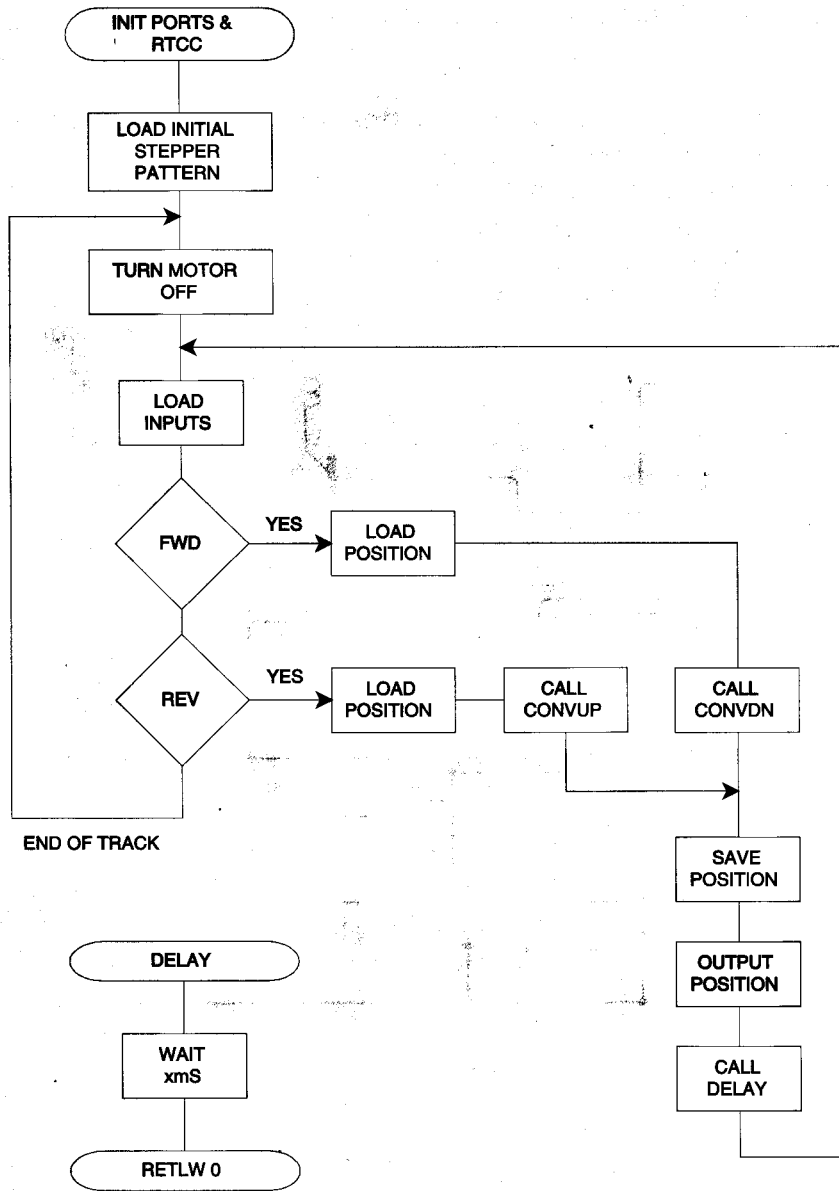 INIT PORTS &
RTCC
LOAD INITIAL
STEPPER
PATTERN
TURN MOTOR
OFF
LOAD
INPUTS
FWD
YES
LOAD
POSITION
REV
YES
LOAD
POSITION
CALL
CONVUP
CALL
CONVDN
END OF TRACK
SAVE
POSITION
OUTPUT
POSITION
CALL
DELAY
DELAY
WAIT
xmS
RETLW 0